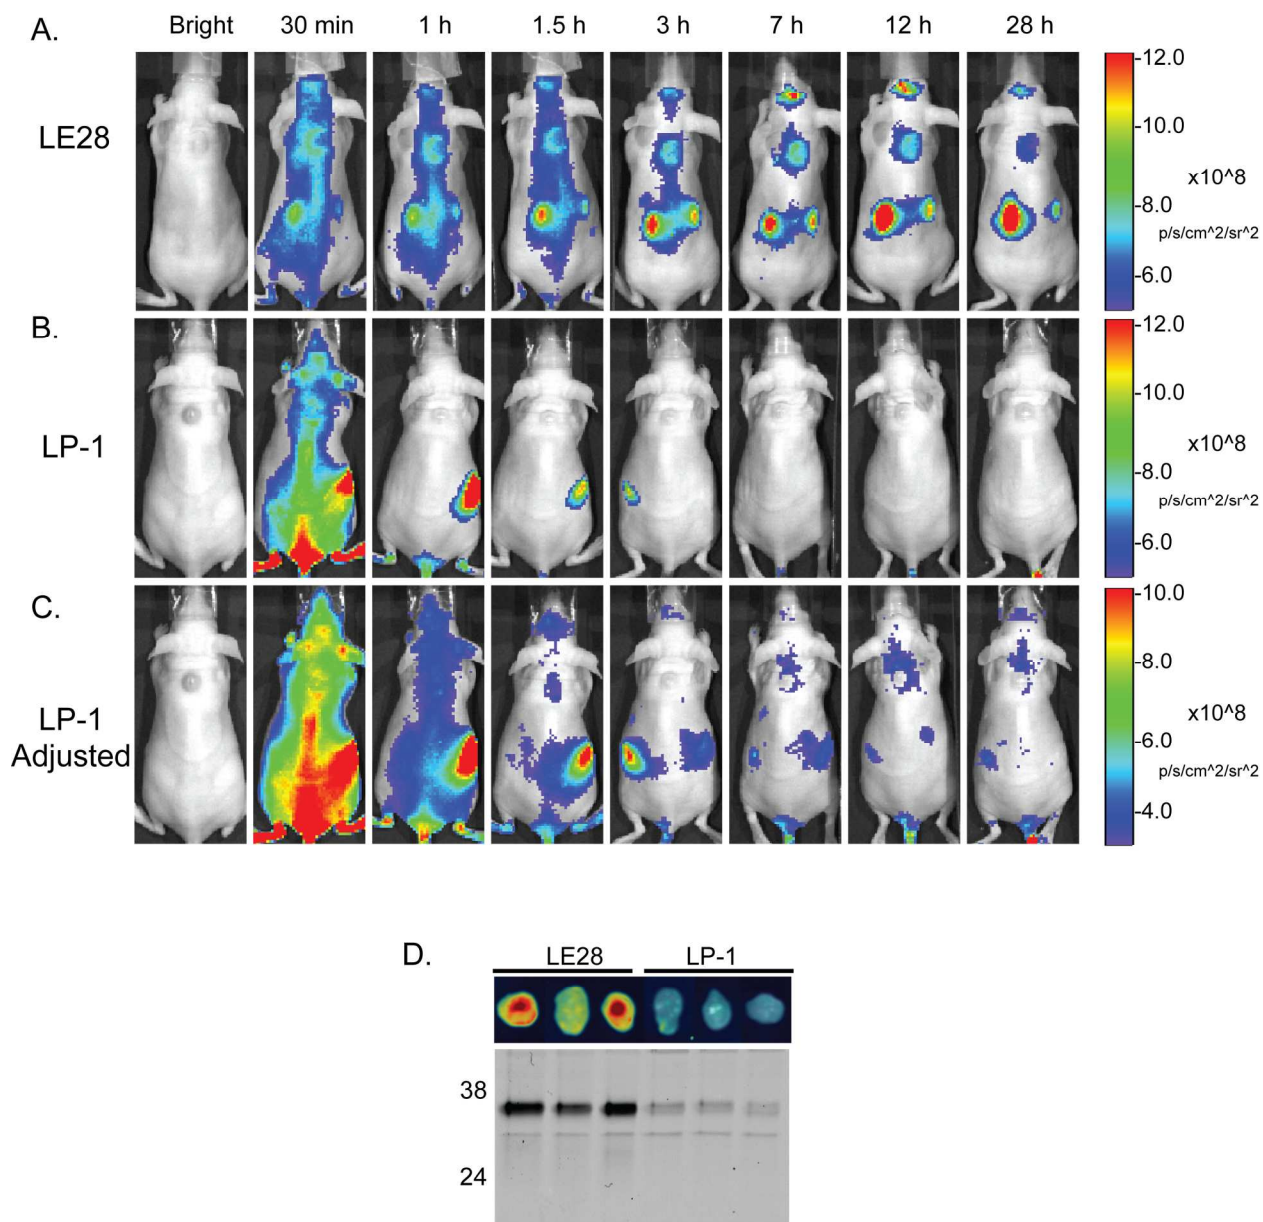 A.
Bright 30 min 1 h 1.5 h 3 h 7 h 12 h 28 h
LE28
-12.0
-10.0
x10^8
-8.0
p/s/cm^2/sr^2
-6.0
B.
LP-1
-12.0
-10.0
x10^8
-8.0
p/s/cm^2/sr^2
-6.0
C.
LP-1
Adjusted
-10.0
-8.0
x10^8
-6.0
p/s/cm^2/sr^2
-4.0
D.
LE28 LP-1
38
24